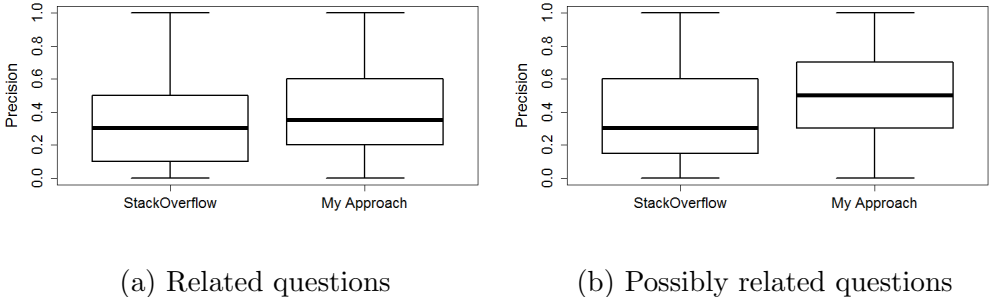 Precision
0.0 0.2 0.4 0.6 0.8 1.0
StackOverflow My Approach
(a) Related questions
Precision
0.0 0.2 0.4 0.6 0.8 1.0
StackOverflow My Approach
(b) Possibly related questions